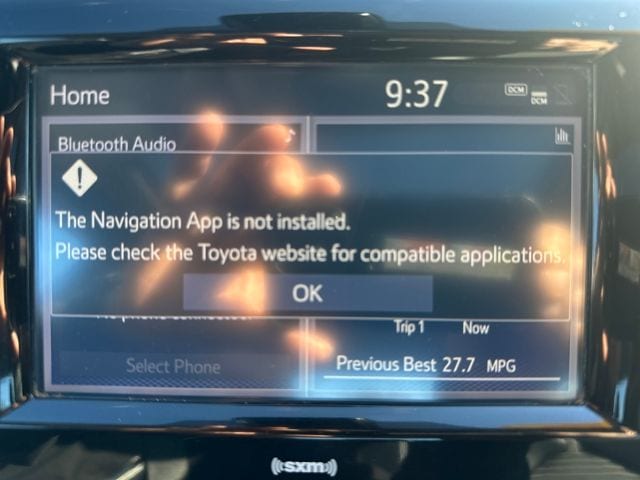 Home
9:37
DCM
DCM
Bluetooth Audio
The Navigation App is not installed.
Please check the Toyota website for compatible applications.
OK
Trip 1 Now
Select Phone
Previous Best 27.7 MPG
((sxm))